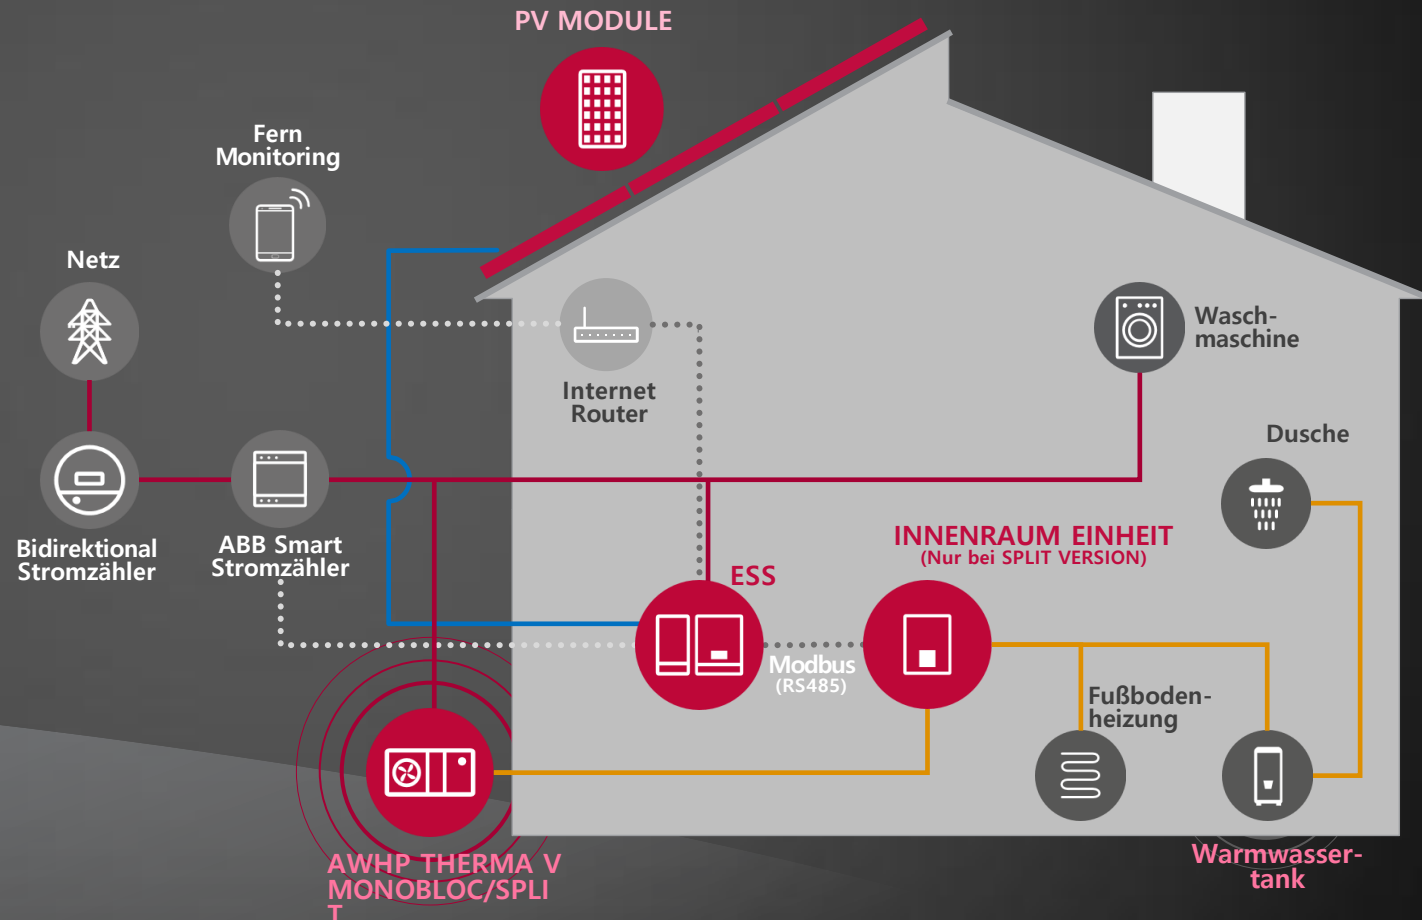 PV MODULE
Fern
Monitoring
Netz
Wasch-
maschine
Internet
Router
Dusche
Bidirektional
Stromzähler
ABB Smart
Stromzähler
INNENRAUM EINHEIT
(Nur bei SPLIT VERSION)
ESS
Modbus
(RS485)
Fußboden-
heizung
AWHP THERMA V
MONOBLOC/SPLI
T
Warmwasser-
tank